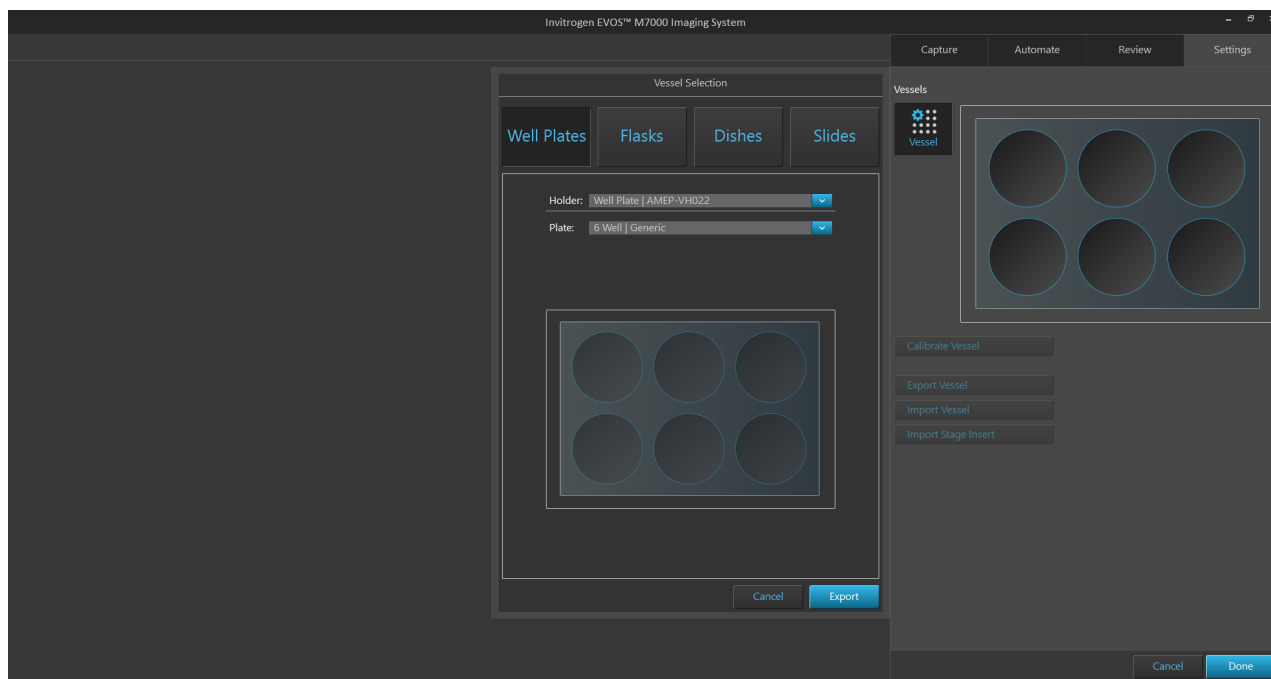 Invitrogen EVOS™ M7000 Imaging System
Capture
Automate
Review
Settings
Vessel Selection
Well Plates
Flasks
Dishes
Slides
Holder:
Well Plate | AMEP-VH022
Plate:
6 Well | Generic
Cancel
Export
Vessels
Vessel
Calibrate Vessel
Export Vessel
Import Vessel
Import Stage Insert
Cancel
Done